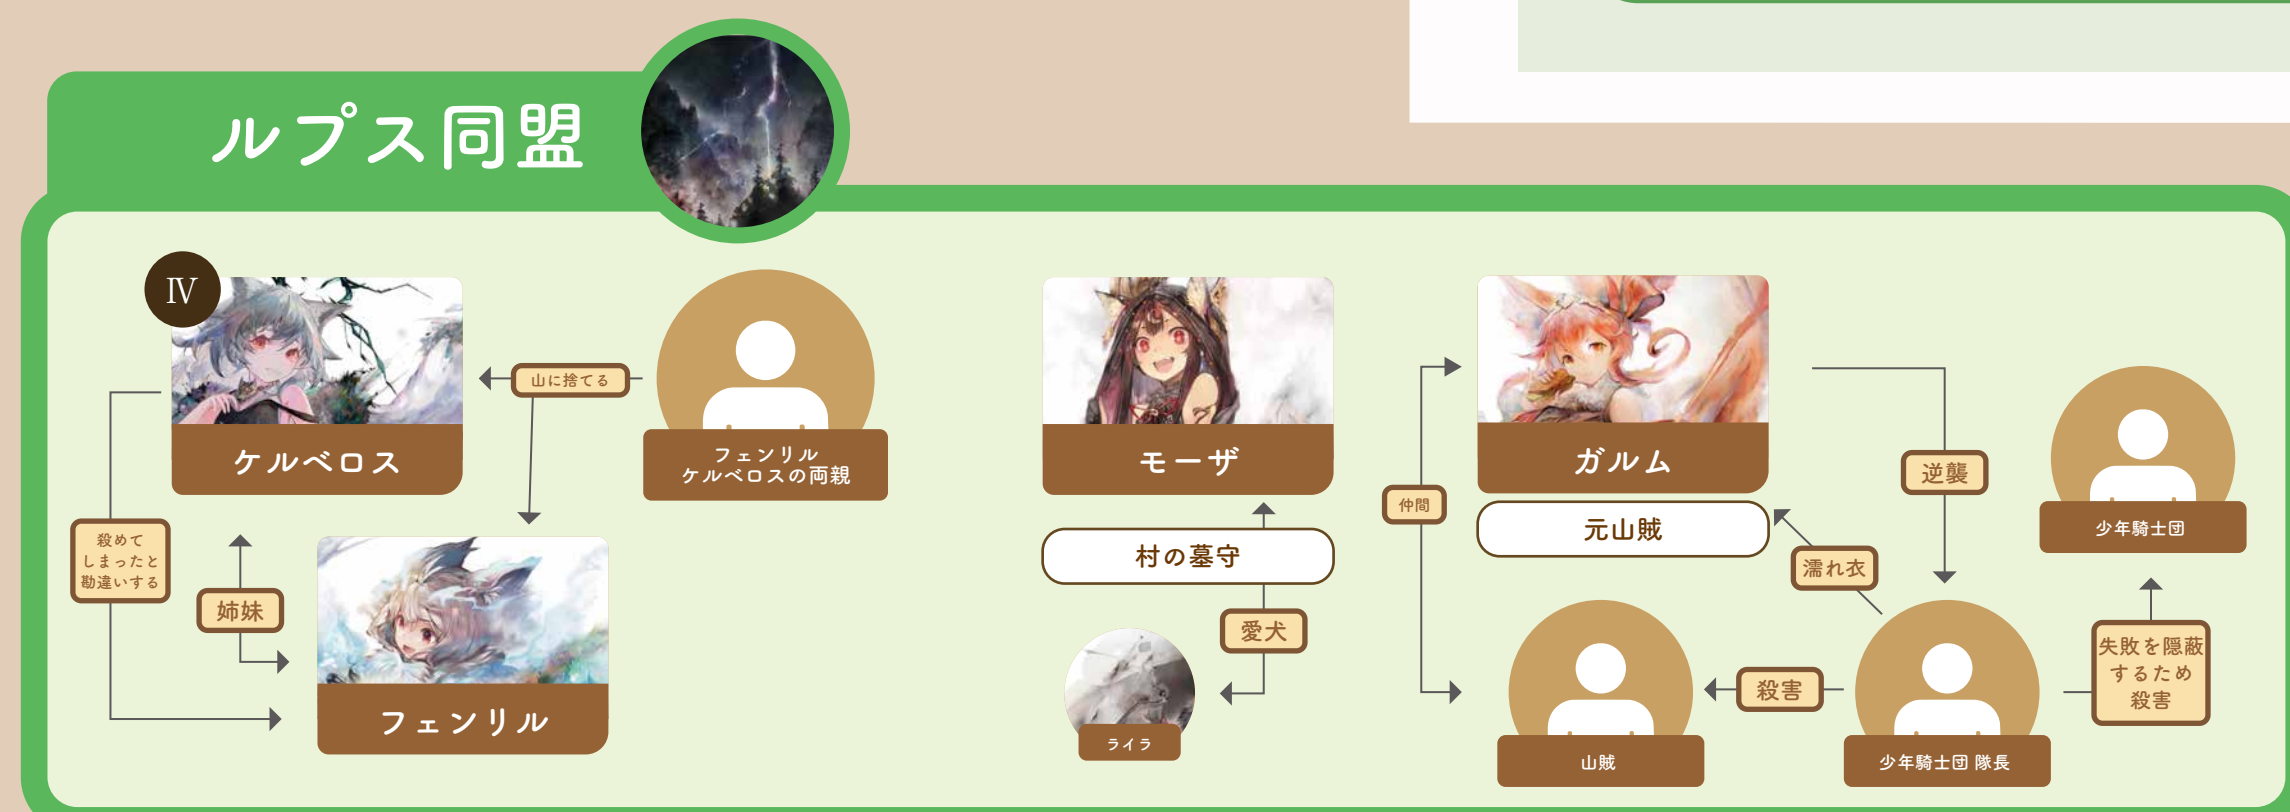 ルプス同盟
Ⅳ
ケルベロス
山に捨てる
フェンリル
ケルベロスの両親
殺めて
しまったと
勘違いする
姉妹
フェンリル
モーザ
村の墓守
愛犬
ライラ
ガルム
元山賊
仲間
逆襲
濡れ衣
少年騎士団
山賊
殺害
少年騎士団 隊長
失敗を隠蔽
するため
殺害